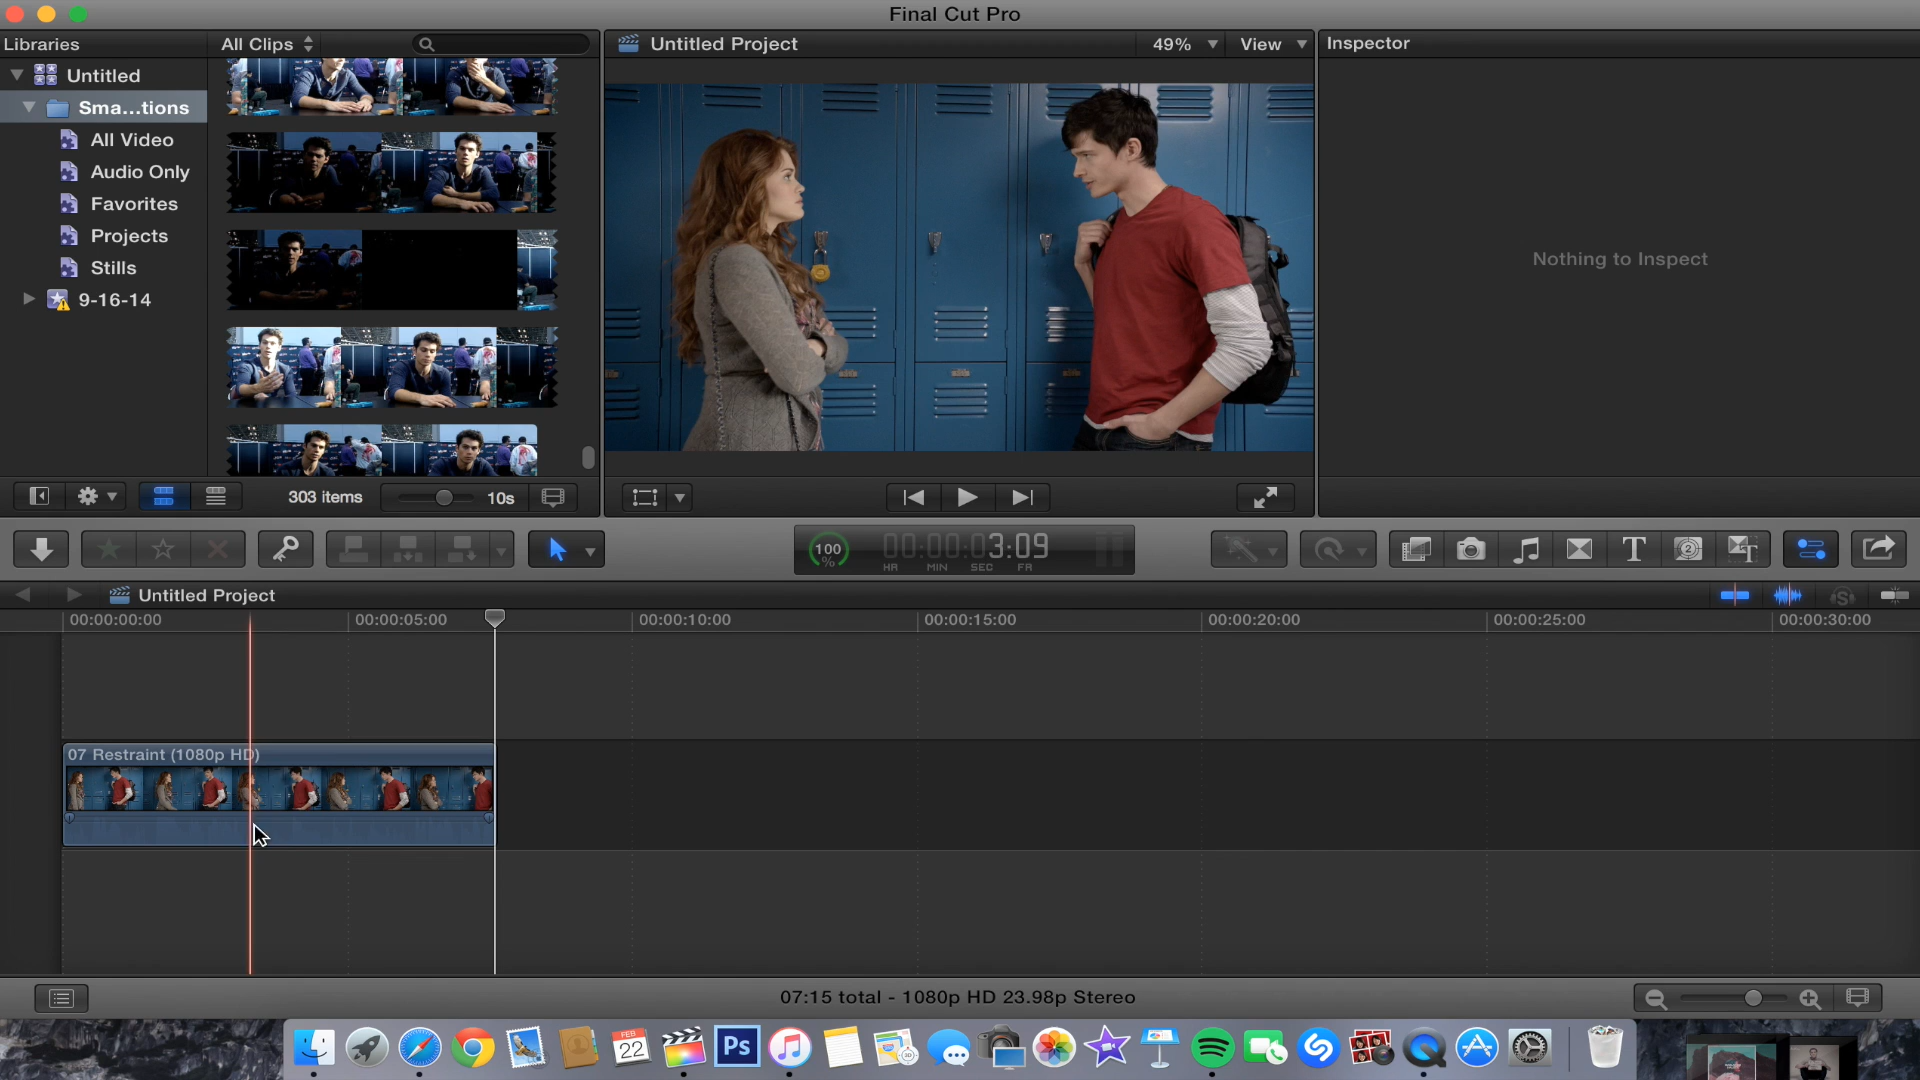 Final Cut Pro
Libraries
All Clips
Untitled Project
49%
View
Inspector
Untitled
Sma...tions
All Video
Audio Only
Favorites
Projects
Stills
9-16-14
Nothing to Inspect
303 items
10s
100
%
00:00:03:09
HR MIN SEC FR
T
2
T
Untitled Project
S
00:00:00:00
00:00:05:00
00:00:10:00
00:00:15:00
00:00:20:00
00:00:25:00
00:00:30:00
07 Restraint (1080p HD)
07:15 total - 1080p HD 23.98p Stereo
FEB
22
Ps